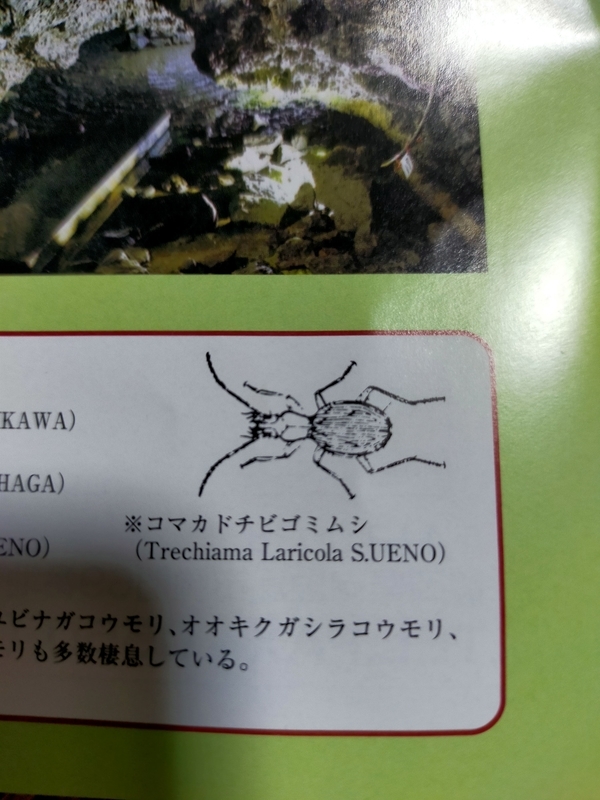 KAWA)
HAGA)
ENO)
※コマカドチビゴミムシ
（Trechiama Laricola S.UENO）
ユビナガコウモリ、オオキクガシラコウモリ、
モリも多数棲息している。